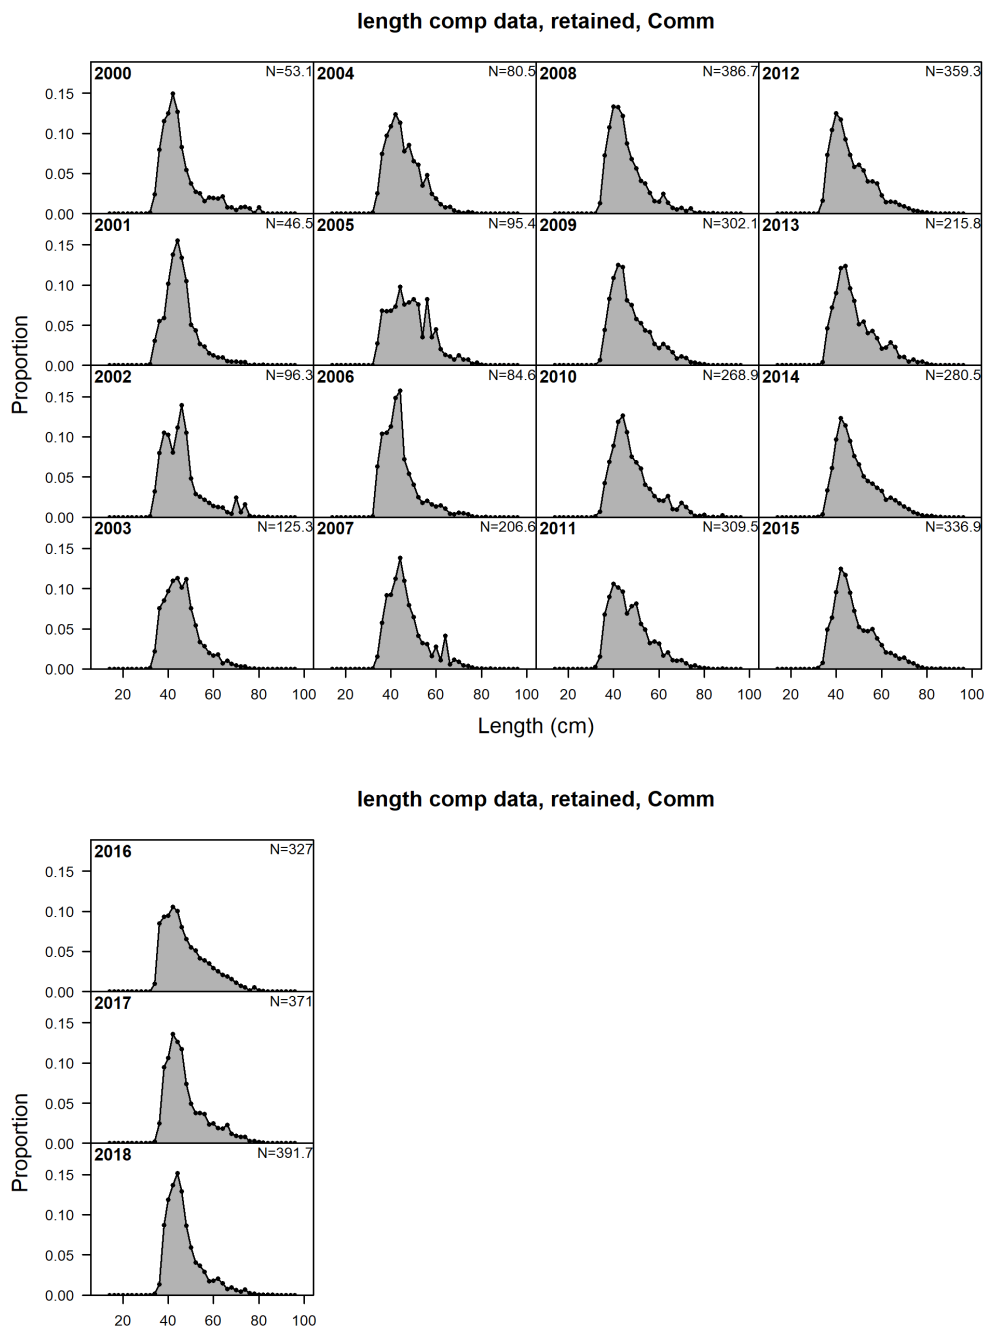 length comp data, retained, Comm
2000 N=53.1 2004 N=80.5 2008 N=386.7 2012 N=359.3
0.15
0.10
0.05
0.00
2001 N=46.5 2005 N=95.4 2009 N=302.1 2013 N=215.8
0.15
0.10
0.05
0.00
2002 N=96.3 2006 N=84.6 2010 N=268.9 2014 N=280.5
0.15
0.10
0.05
0.00
2003 N=125.3 2007 N=206.6 2011 N=309.5 2015 N=336.9
0.15
0.10
0.05
0.00
Proportion
20 40 60 80 100 20 40 60 80 100 20 40 60 80 100 20 40 60 80 100
Length (cm)
length comp data, retained, Comm
2016 N=327
0.15
0.10
0.05
0.00
2017 N=371
0.15
0.10
0.05
0.00
2018 N=391.7
0.15
0.10
0.05
0.00
Proportion
20 40 60 80 100